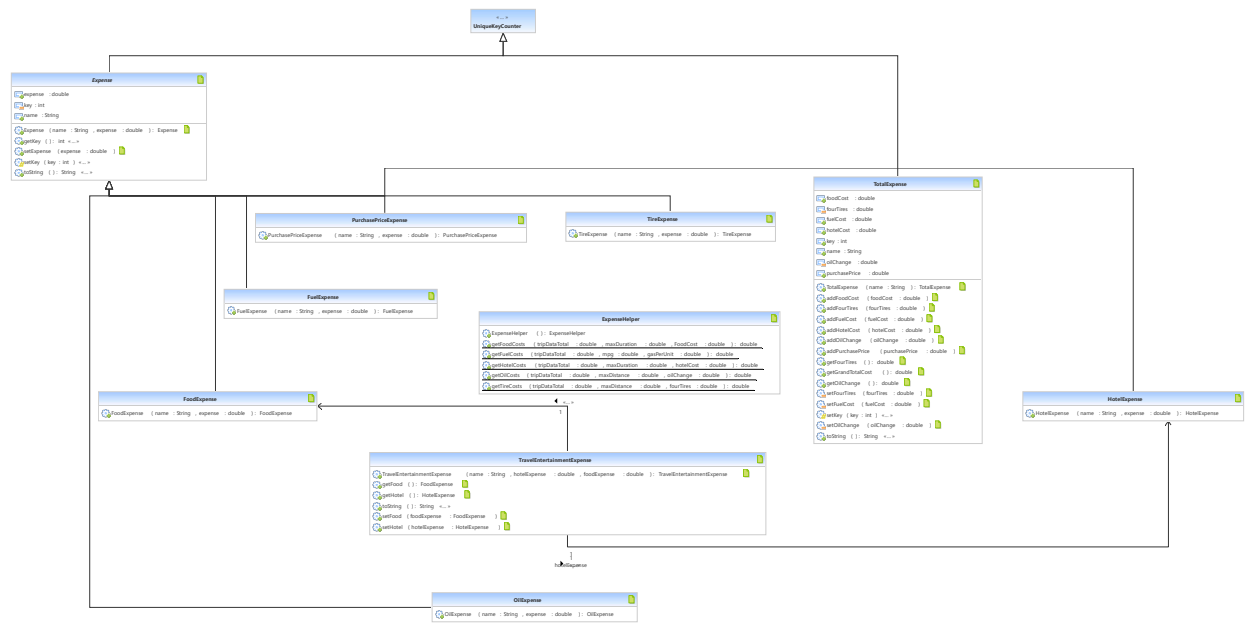 «...»
UniqueKeyCounter
Expense
expense : double
key : int
name : String
Expense ( name : String , expense : double ) : Expense
getKey ( ) : int «...»
setExpense ( expense : double )
setKey ( key : int ) «...»
toString ( ) : String «...»
PurchasePriceExpense
PurchasePriceExpense ( name : String , expense : double ) : PurchasePriceExpense
TireExpense
TireExpense ( name : String , expense : double ) : TireExpense
TotalExpense
foodCost : double
fourTires : double
fuelCost : double
hotelCost : double
key : int
name : String
oilChange : double
purchasePrice : double
TotalExpense ( name : String ) : TotalExpense
addFoodCost ( foodCost : double )
addFourTires ( fourTires : double )
addFuelCost ( fuelCost : double )
addHotelCost ( hotelCost : double )
addOilChange ( oilChange : double )
addPurchasePrice ( purchasePrice : double )
getFourTires ( ) : double
getGrandTotalCost ( ) : double
getOilChange ( ) : double
setFourTires ( fourTires : double )
setFuelCost ( fuelCost : double )
setKey ( key : int ) «...»
setOilChange ( oilChange : double )
toString ( ) : String «...»
FuelExpense
FuelExpense ( name : String , expense : double ) : FuelExpense
ExpenseHelper
ExpenseHelper ( ) : ExpenseHelper
getFoodCosts ( tripDataTotal : double , maxDuration : double , FoodCost : double ) : double
getFuelCosts ( tripDataTotal : double , mpg : double , gasPerUnit : double ) : double
getHotelCosts ( tripDataTotal : double , maxDuration : double , hotelCost : double ) : double
getOilCosts ( tripDataTotal : double , maxDistance : double , oilChange : double ) : double
getTireCosts ( tripDataTotal : double , maxDistance : double , fourTires : double ) : double
FoodExpense
FoodExpense ( name : String , expense : double ) : FoodExpense
«...»
1
HotelExpense
HotelExpense ( name : String , expense : double ) : HotelExpense
TravelEntertainmentExpense
TravelEntertainmentExpense ( name : String , hotelExpense : double , foodExpense : double ) : TravelEntertainmentExpense
getFood ( ) : FoodExpense
getHotel ( ) : HotelExpense
toString ( ) : String «...»
setFood ( foodExpense : FoodExpense )
setHotel ( hotelExpense : HotelExpense )
1
hotelExpense
OilExpense
OilExpense ( name : String , expense : double ) : OilExpense